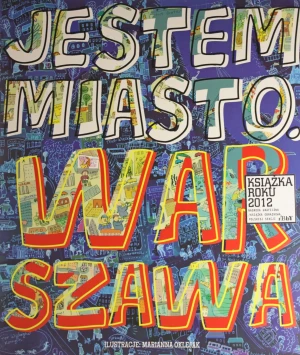 JESTEM
MIASTO.
WAR
SZAWA
KSIĄŻKA
ROKU
2012
ILUSTRACJE: MARIANNA OKLEJAK